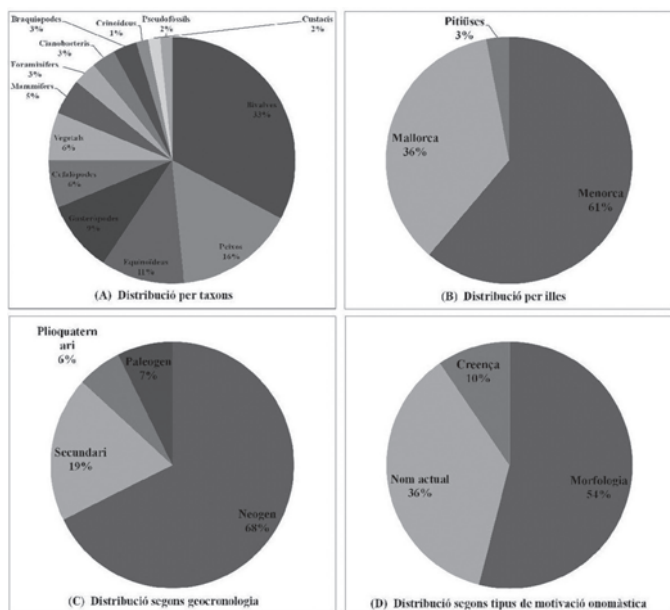 Braquiopodes
3%
Crinoideus
1%
Pseudofòssils
2%
Custacis
2%
Cianobacteris
3%
Foraminífers
3%
Mammífers
5%
Vegetals
6%
Cefalòpodes
6%
Gasteròpodes
9%
Equinoïdeus
11%
Peixos
16%
Bivalves
33%
(A) Distribució per taxons
Pitiüses
3%
Mallorca
36%
Menorca
61%
(B) Distribució per illes
Plioquatern
ari
6%
Paleogen
7%
Secundari
19%
Neogen
68%
(C) Distribució segons geocronologia
Creença
10%
Nom actual
36%
Morfologia
54%
(D) Distribució segons tipus de motivació onomàstica